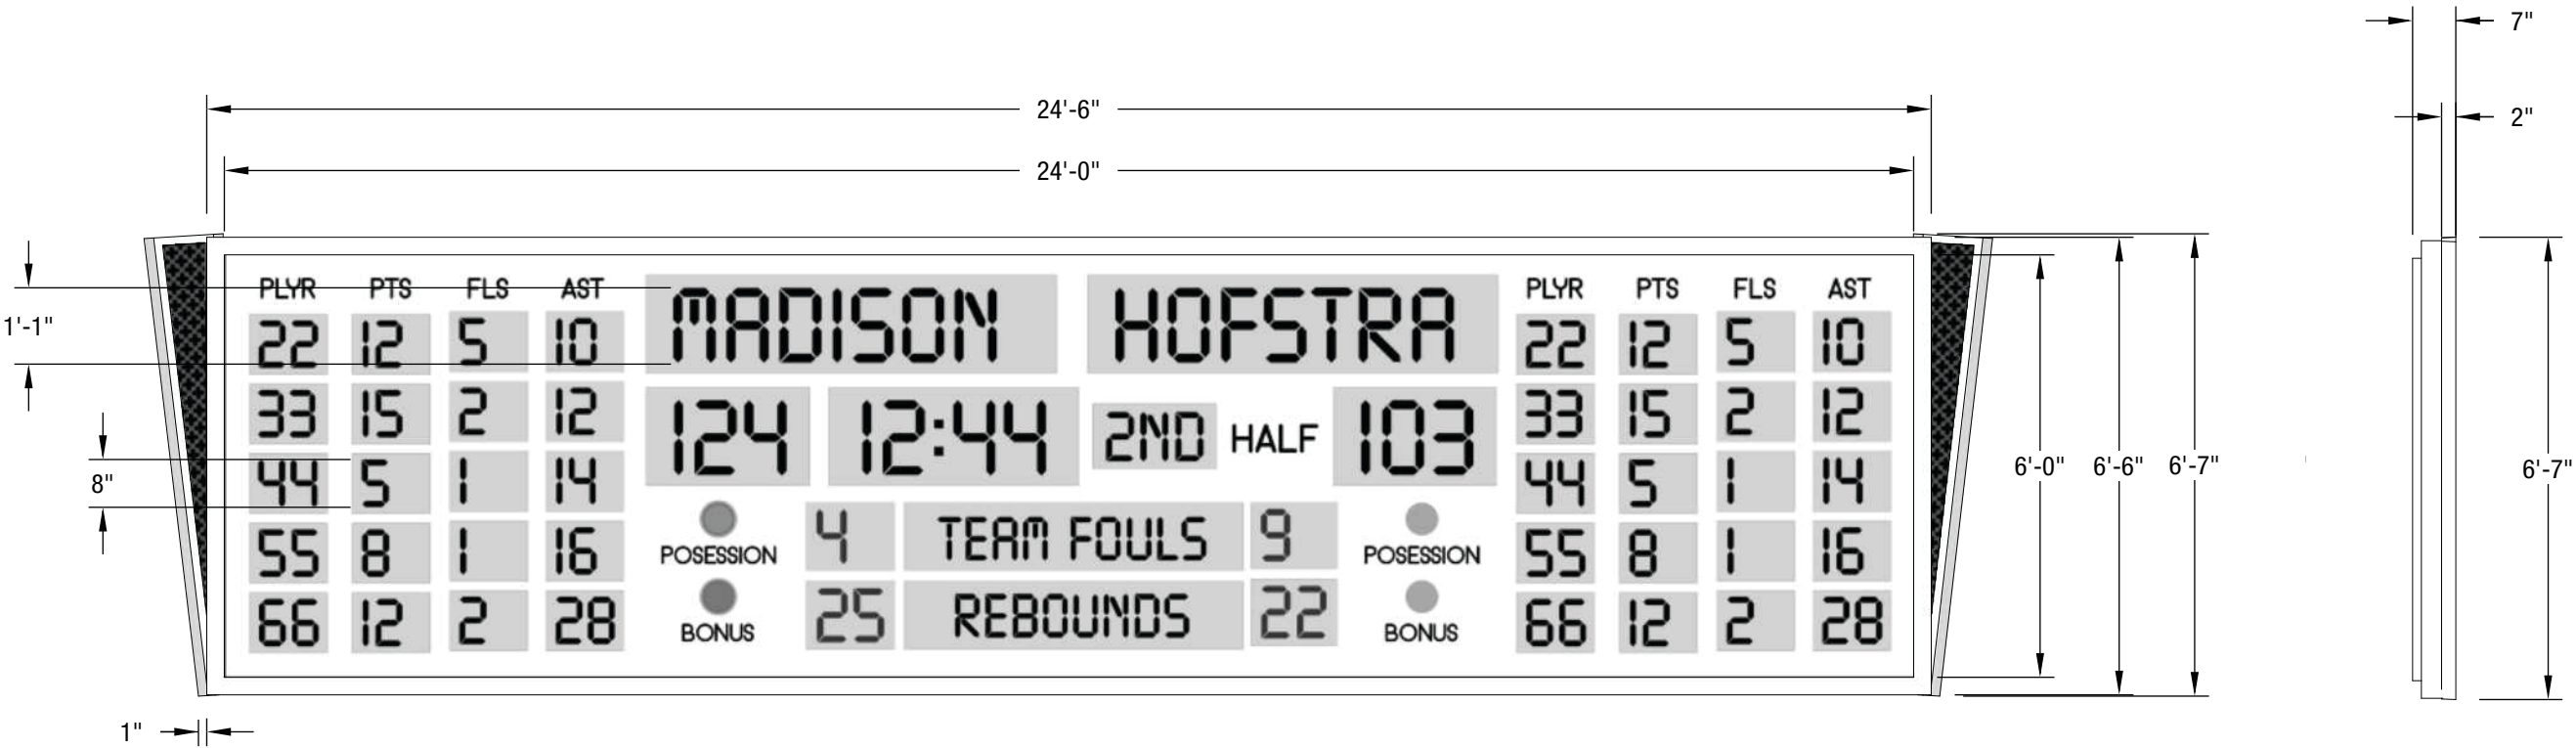 7"
24'-6"
2"
24'-0"
PLYR PTS FLS AST
22 12 5 10
33 15 2 12
44 5 1 14
55 8 1 16
66 12 2 28
MADISON HOFSTRA
124 12:44 2ND HALF 103
4 TEAM FOULS 9
POSESSION POSESSION
25 REBOUNDS 22
BONUS BONUS
PLYR PTS FLS AST
22 12 5 10
33 15 2 12
44 5 1 14
55 8 1 16
66 12 2 28
1'-1"
8"
6'-0" 6'-6" 6'-7" 6'-7"
1"